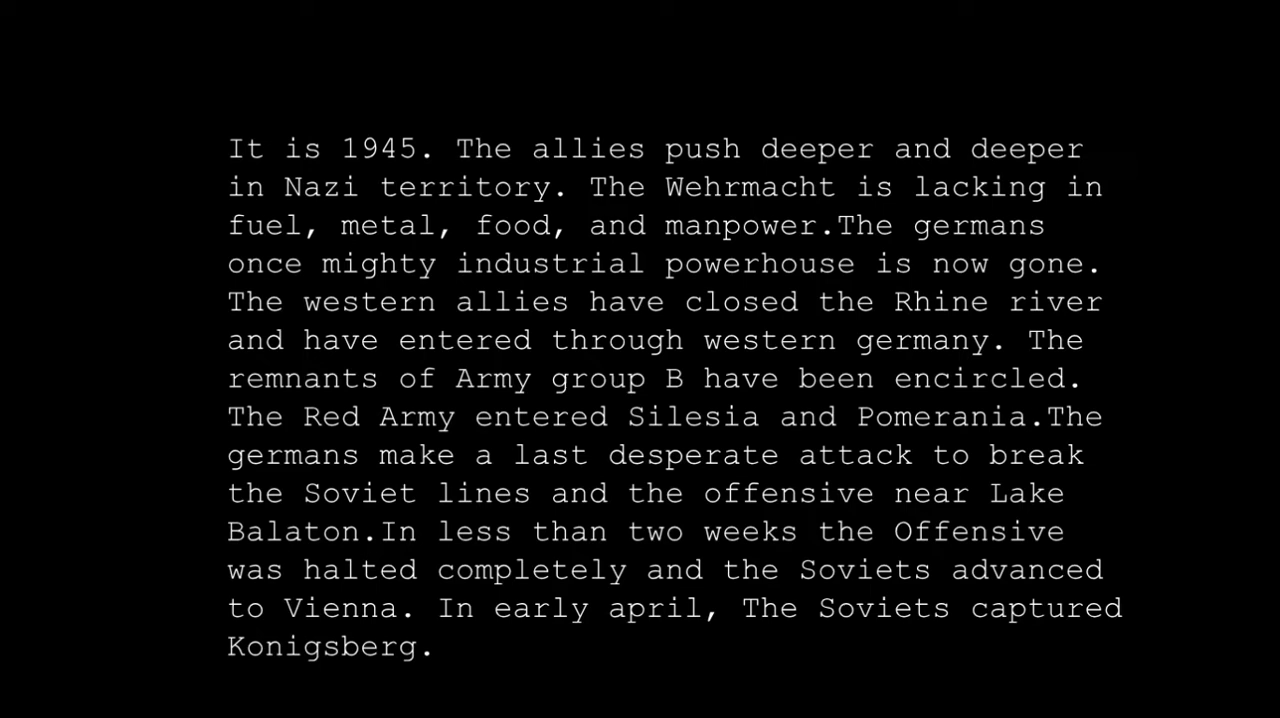 It is 1945. The allies push deeper and deeper
in Nazi territory. The Wehrmacht is lacking in
fuel, metal, food, and manpower.The germans
once mighty industrial powerhouse is now gone.
The western allies have closed the Rhine river
and have entered through western germany. The
remnants of Army group B have been encircled.
The Red Army entered Silesia and Pomerania.The
germans make a last desperate attack to break
the Soviet lines and the offensive near Lake
Balaton.In less than two weeks the Offensive
was halted completely and the Soviets advanced
to Vienna. In early april, The Soviets captured
Konigsberg.